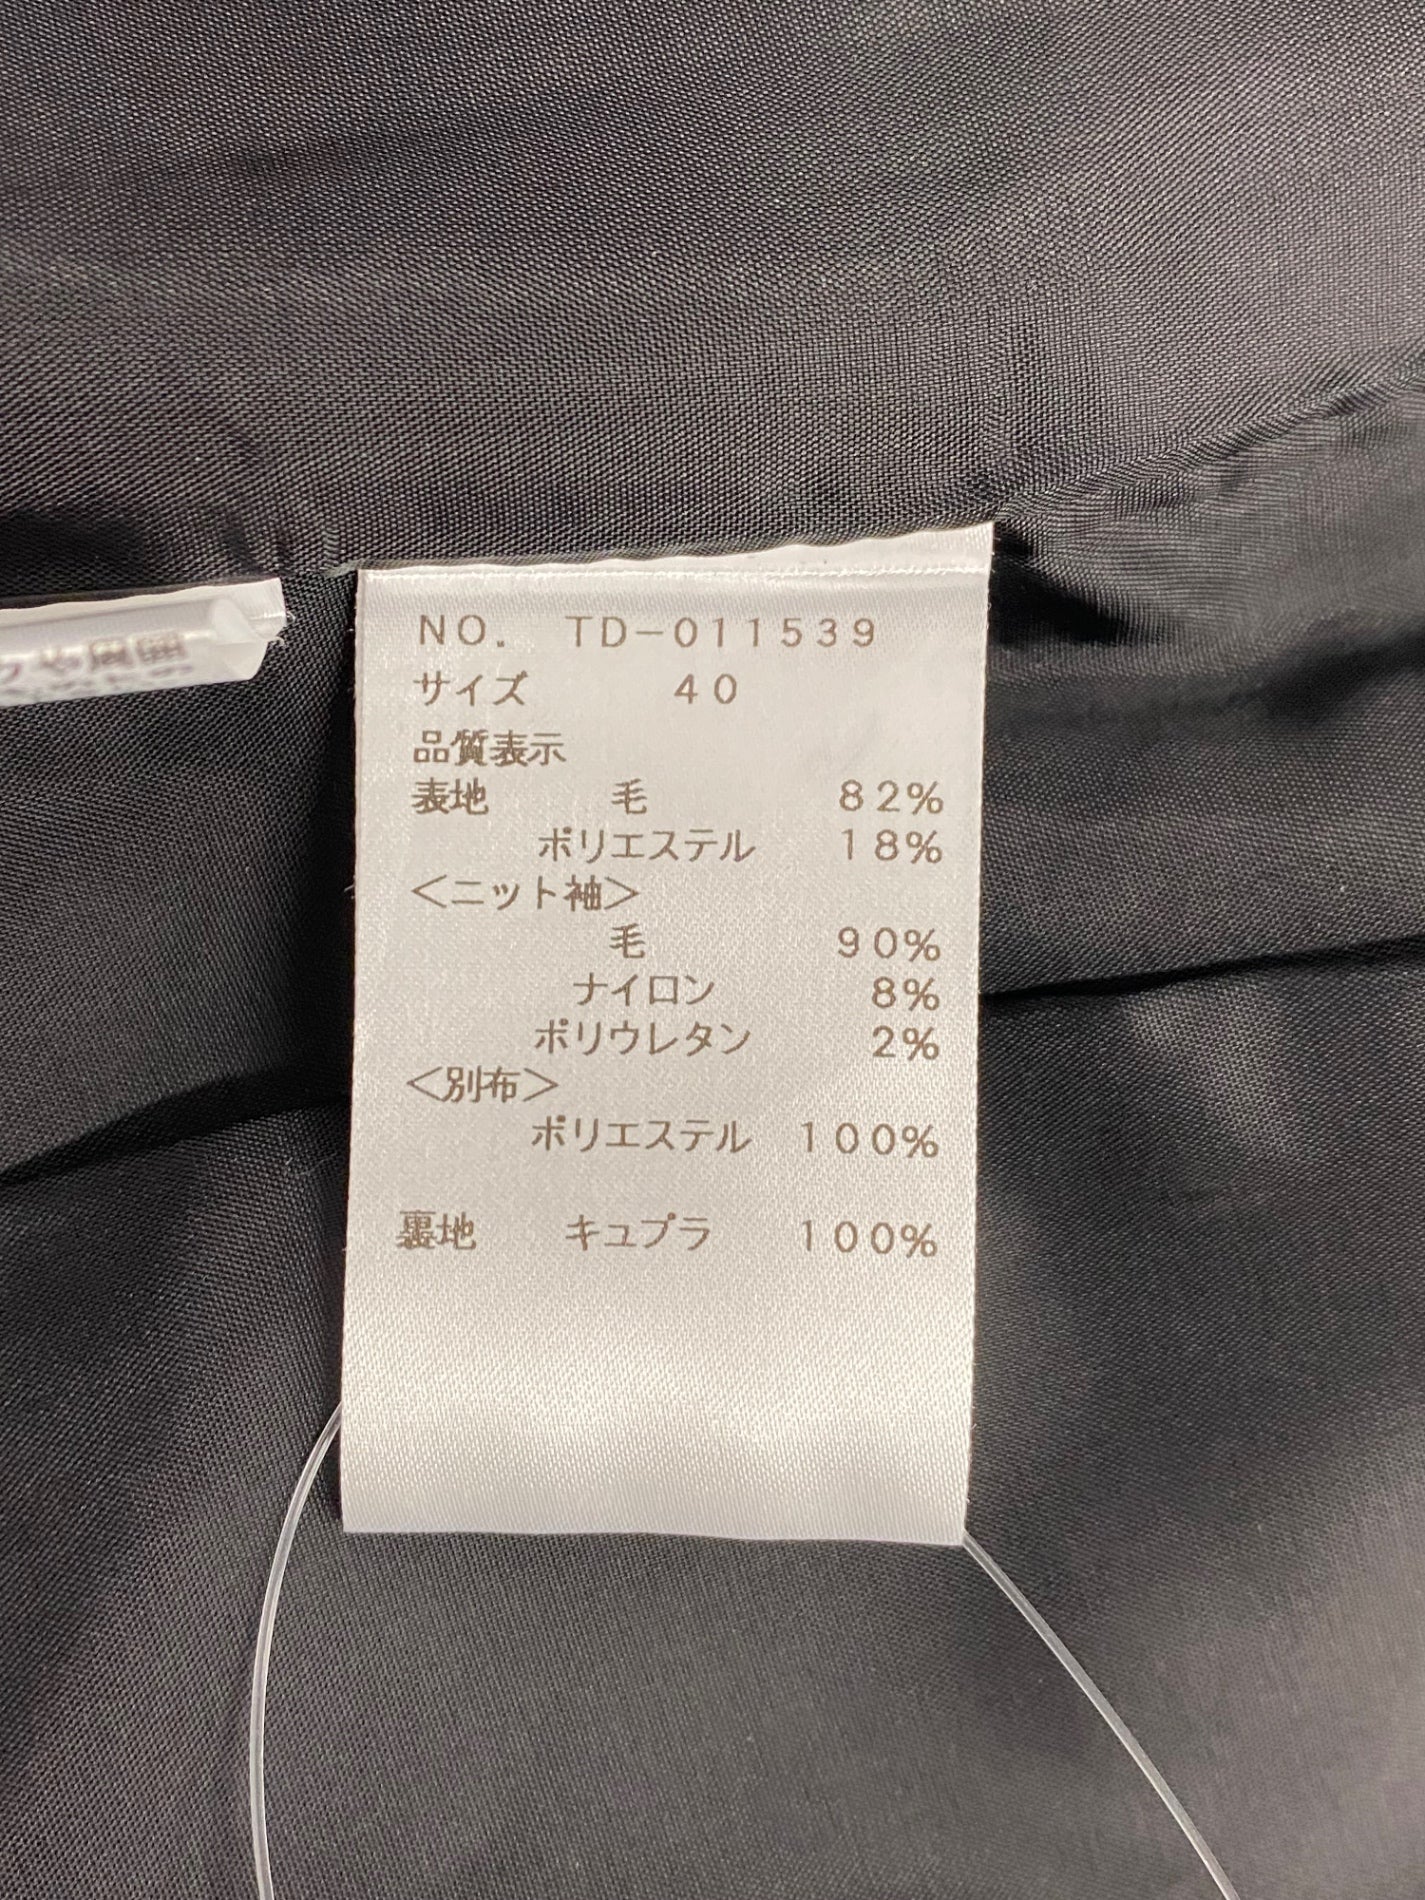 NO. TD-011539
サイズ 40
品質表示
表地 毛 82%
ポリエステル 18%
＜ニット袖＞
毛 90%
ナイロン 8%
ポリウレタン 2%
＜別布＞
ポリエステル 100%
裏地 キュプラ 100%